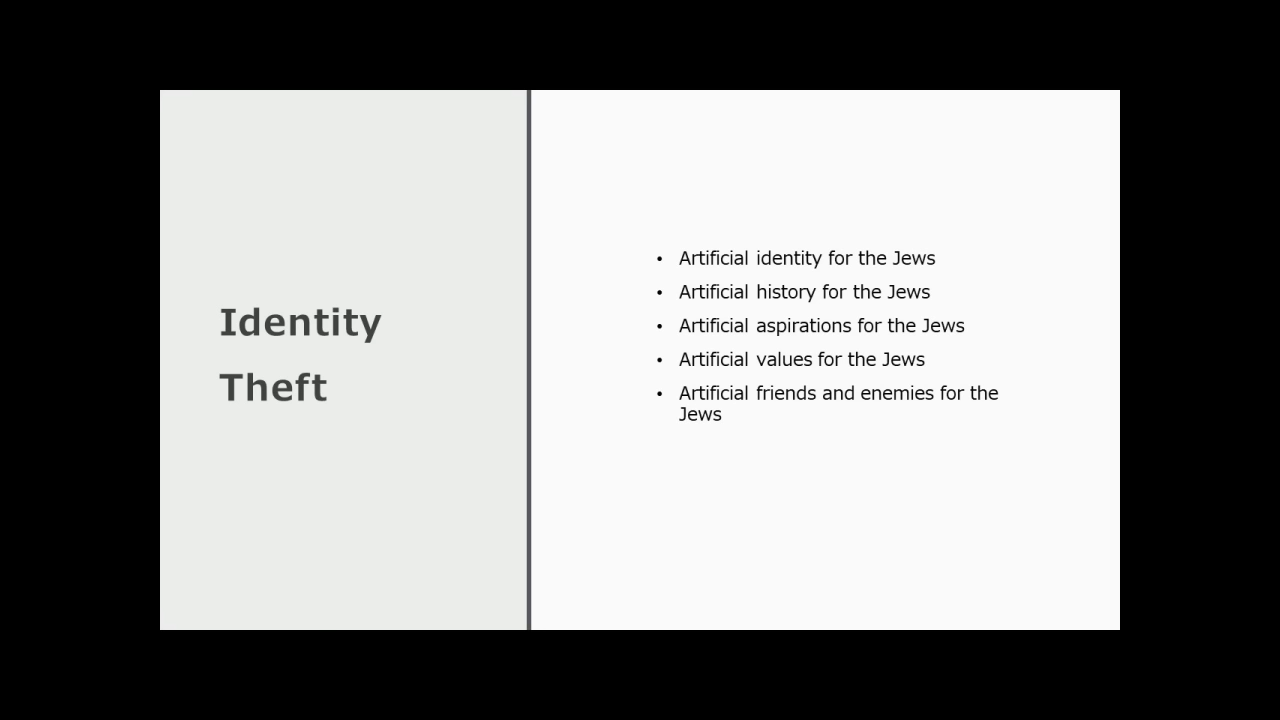 Identity
Theft
• Artificial identity for the Jews
• Artificial history for the Jews
• Artificial aspirations for the Jews
• Artificial values for the Jews
• Artificial friends and enemies for the
Jews